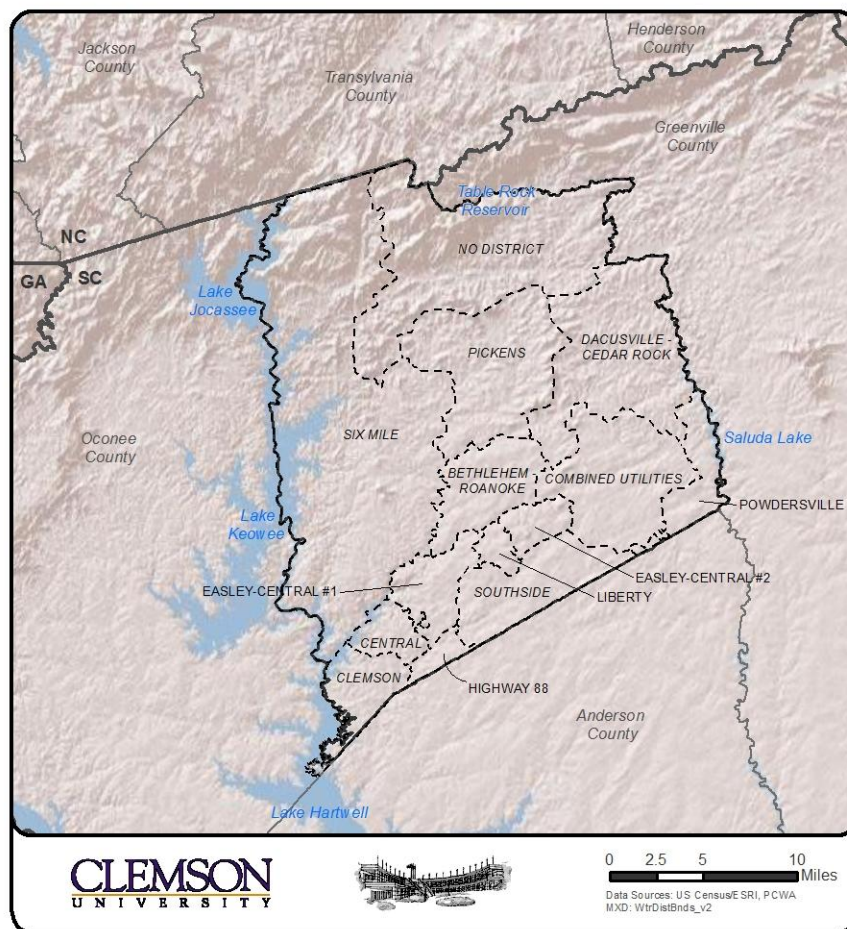 Jackson
County
Henderson
County
Transylvania
County
Greenville
County
Table Rock
Reservoir
NC
GA
SC
NO DISTRICT
Lake
Jocassee
DACUSVILLE -
CEDAR ROCK
PICKENS
Oconee
County
SIX MILE
Saluda Lake
BETHLEHEM
ROANOKE
COMBINED UTILITIES
POWDERSVILLE
Lake
Keowee
EASLEY-CENTRAL #2
EASLEY-CENTRAL #1
SOUTHSIDE
LIBERTY
CENTRAL
CLEMSON
HIGHWAY 88
Anderson
County
Lake Hartwell
CLEMSON
UNIVERSITY
0 2.5 5 10
Miles
Data Sources: US Census/ESRI, PCWA
MXD: WtrDistBnds_v2